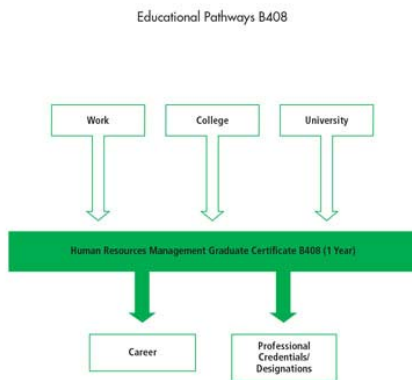 Educational Pathways B408
Work
College
University
Human Resources Management Graduate Certificate B408 (1 Year)
Career
Professional
Credentials/
Designations